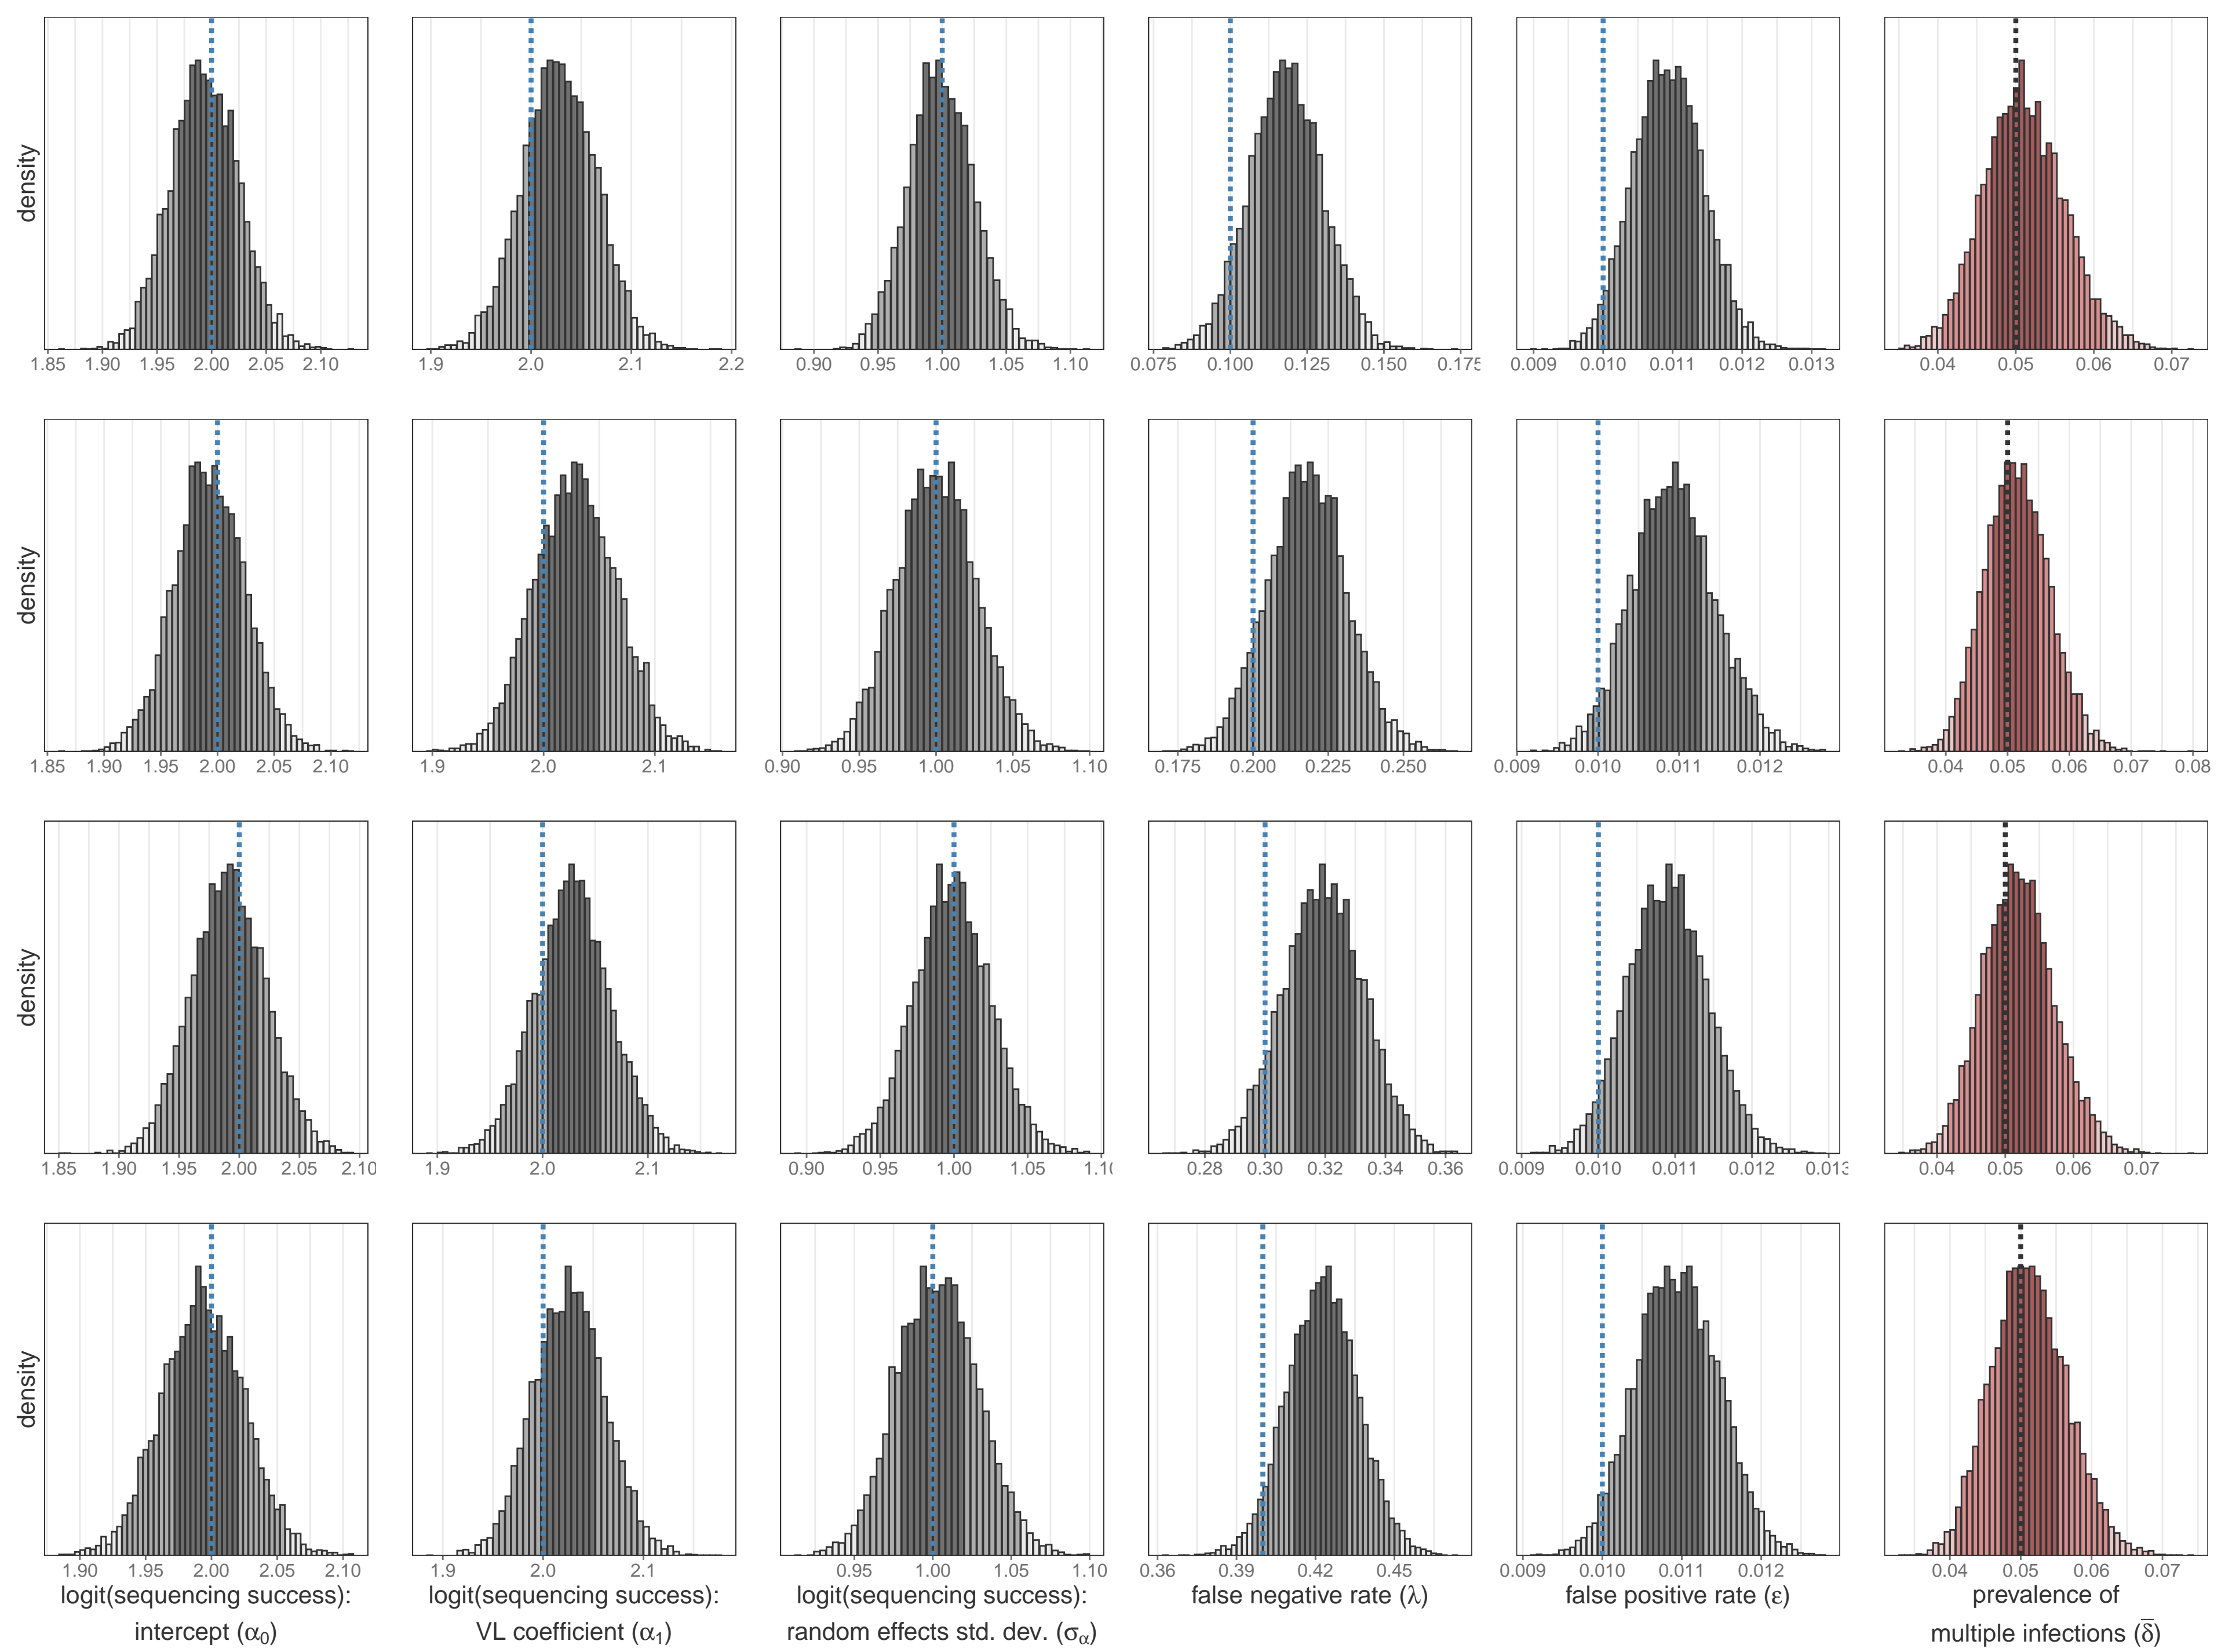 density
1.85 1.90 1.95 2.00 2.05 2.10
1.9 2.0 2.1 2.2
0.90 0.95 1.00 1.05 1.10
0.075 0.100 0.125 0.150 0.175
0.009 0.010 0.011 0.012 0.013
0.04 0.05 0.06 0.07
density
1.85 1.90 1.95 2.00 2.05 2.10
1.9 2.0 2.1
0.90 0.95 1.00 1.05 1.10
0.175 0.200 0.225 0.250
0.009 0.010 0.011 0.012
0.04 0.05 0.06 0.07 0.08
density
1.85 1.90 1.95 2.00 2.05 2.10
1.9 2.0 2.1
0.90 0.95 1.00 1.05 1.10
0.28 0.30 0.32 0.34 0.36
0.009 0.010 0.011 0.012 0.013
0.04 0.05 0.06 0.07
density
1.90 1.95 2.00 2.05 2.10
1.9 2.0 2.1
0.95 1.00 1.05 1.10
0.36 0.39 0.42 0.45
0.009 0.010 0.011 0.012
0.04 0.05 0.06 0.07
logit(sequencing success):
intercept (α₀)
logit(sequencing success):
VL coefficient (α₁)
logit(sequencing success):
random effects std. dev. (σα)
false negative rate (λ)
false positive rate (ε)
prevalence of
multiple infections (δ̅)